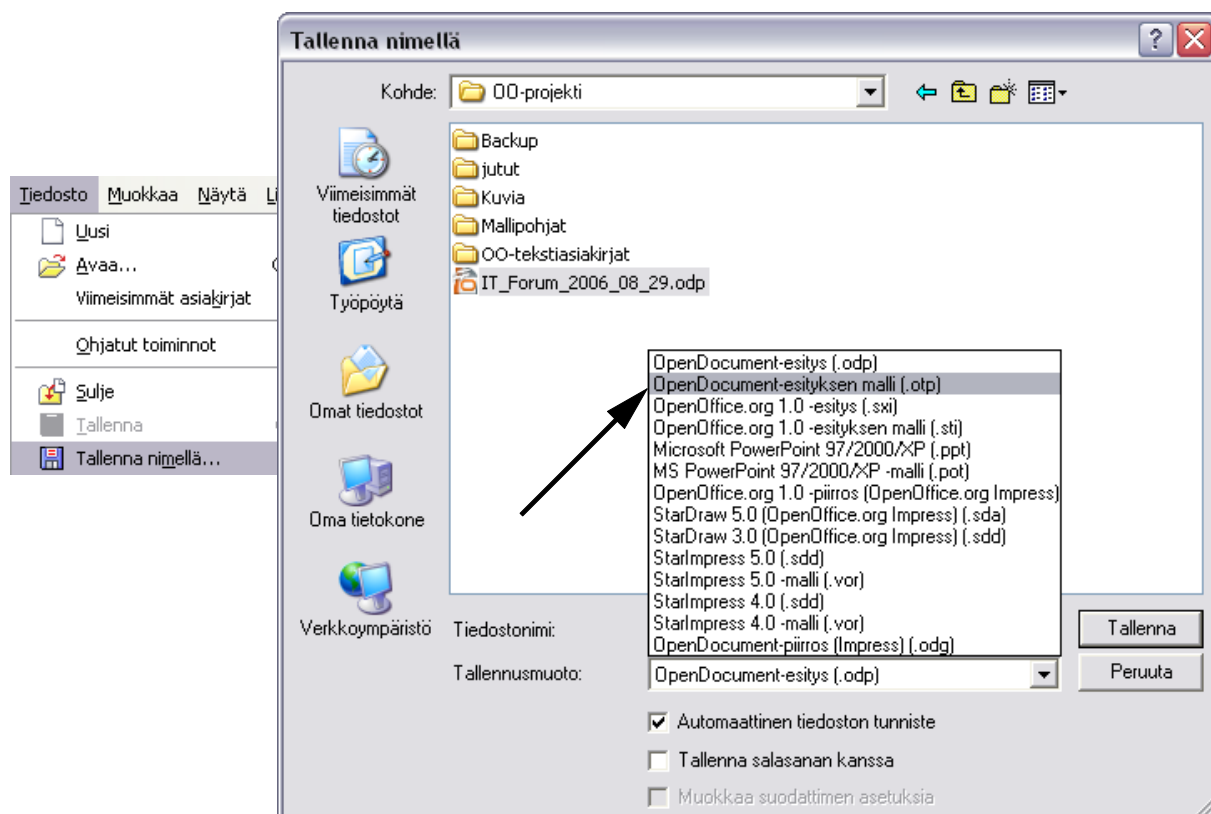 Tiedosto Muokkaa Näytä Li
Uusi
Avaa...
Viimeisimmät asiakirjat
Ohjatut toiminnot
Sulje
Tallenna
Tallenna nimellä...
Tallenna nimellä
Kohde: OO-projekti
Viimeisimmät
tiedostot
Työpöytä
Omat tiedostot
Oma tietokone
Verkkoympäristö
Backup
jutut
Kuvia
Mallipohjat
OO-tekstiasiakirjat
IT_Forum_2006_08_29.odp
OpenDocument-esitys (.odp)
OpenDocument-esityksen malli (.otp)
OpenOffice.org 1.0 -esitys (.sxi)
OpenOffice.org 1.0 -esityksen malli (.sti)
Microsoft PowerPoint 97/2000/XP (.ppt)
MS PowerPoint 97/2000/XP -malli (.pot)
OpenOffice.org 1.0 -piirros (OpenOffice.org Impress)
StarDraw 5.0 (OpenOffice.org Impress) (.sda)
StarDraw 3.0 (OpenOffice.org Impress) (.sdd)
StarImpress 5.0 (.sdd)
StarImpress 5.0 -malli (.vor)
StarImpress 4.0 (.sdd)
StarImpress 4.0 -malli (.vor)
OpenDocument-piirros (Impress) (.odg)
Tiedostonimi:
Tallenna
Tallennusmuoto: OpenDocument-esitys (.odp)
Peruuta
Automaattinen tiedoston tunniste
Tallenna salasanan kanssa
Muokkaa suodattimen asetuksia